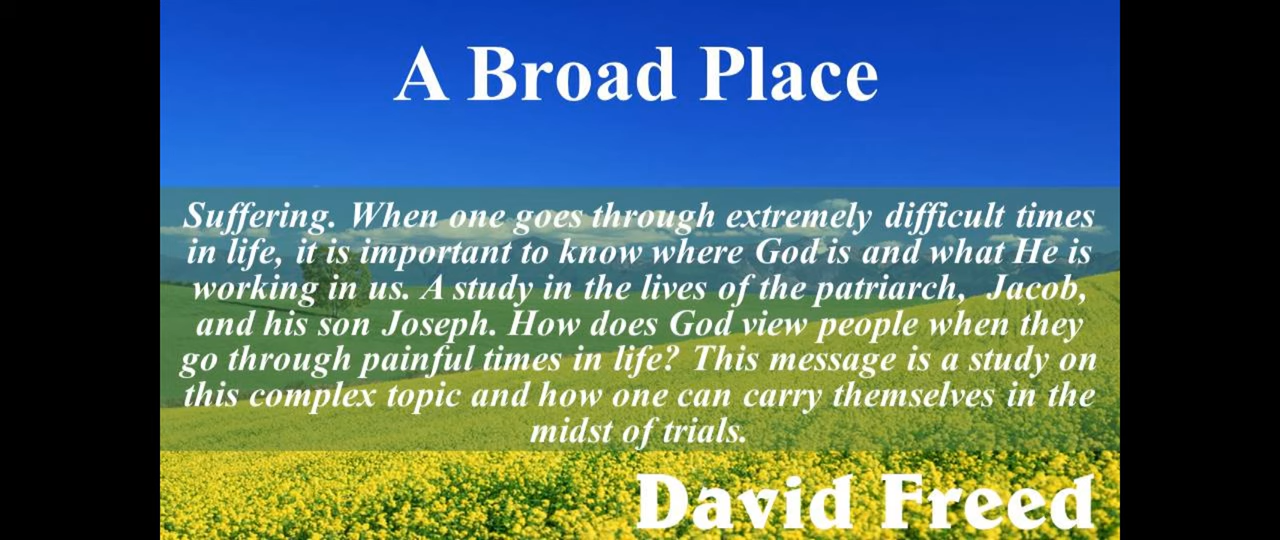 A Broad Place
Suffering. When one goes through extremely difficult times
in life, it is important to know where God is and what He is
working in us. A study in the lives of the patriarch,  Jacob,
and his son Joseph. How does God view people when they
go through painful times in life? This message is a study on
this complex topic and how one can carry themselves in the
midst of trials.
David Freed